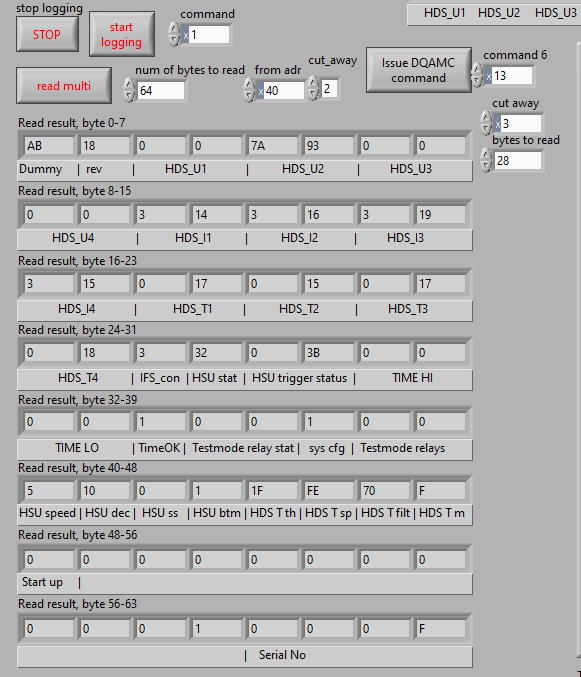 stop logging
STOP
start logging
command
x 1
HDS_U1 HDS_U2 HDS_U3
read multi
num of bytes to read
64
from adr
x 40
cut_away
2
Issue DQAMC command
command 6
x 13
cut away
x 3
bytes to read
28
Read result, byte 0-7
AB 18 0 0 7A 93 0 0
Dummy | rev | HDS_U1 | HDS_U2 | HDS_U3
Read result, byte 8-15
0 0 3 14 3 16 3 19
HDS_U4 | HDS_I1 | HDS_I2 | HDS_I3
Read result, byte 16-23
3 15 0 17 0 15 0 17
HDS_I4 | HDS_T1 | HDS_T2 | HDS_T3
Read result, byte 24-31
0 18 3 32 0 3B 0 0
HDS_T4 | IFS_con | HSU stat | HSU trigger status | TIME HI
Read result, byte 32-39
0 0 1 0 0 1 0 0
TIME LO | TimeOK | Testmode relay stat | sys cfg | Testmode relays
Read result, byte 40-48
5 10 0 1 1F FE 70 F
HSU speed | HSU dec | HSU ss | HSU btm | HDS T th | HDS T sp | HDS T filt | HDS T m
Read result, byte 48-56
0 0 0 0 0 0 0 0
Start up |
Read result, byte 56-63
0 0 0 1 0 0 0 F
| Serial No